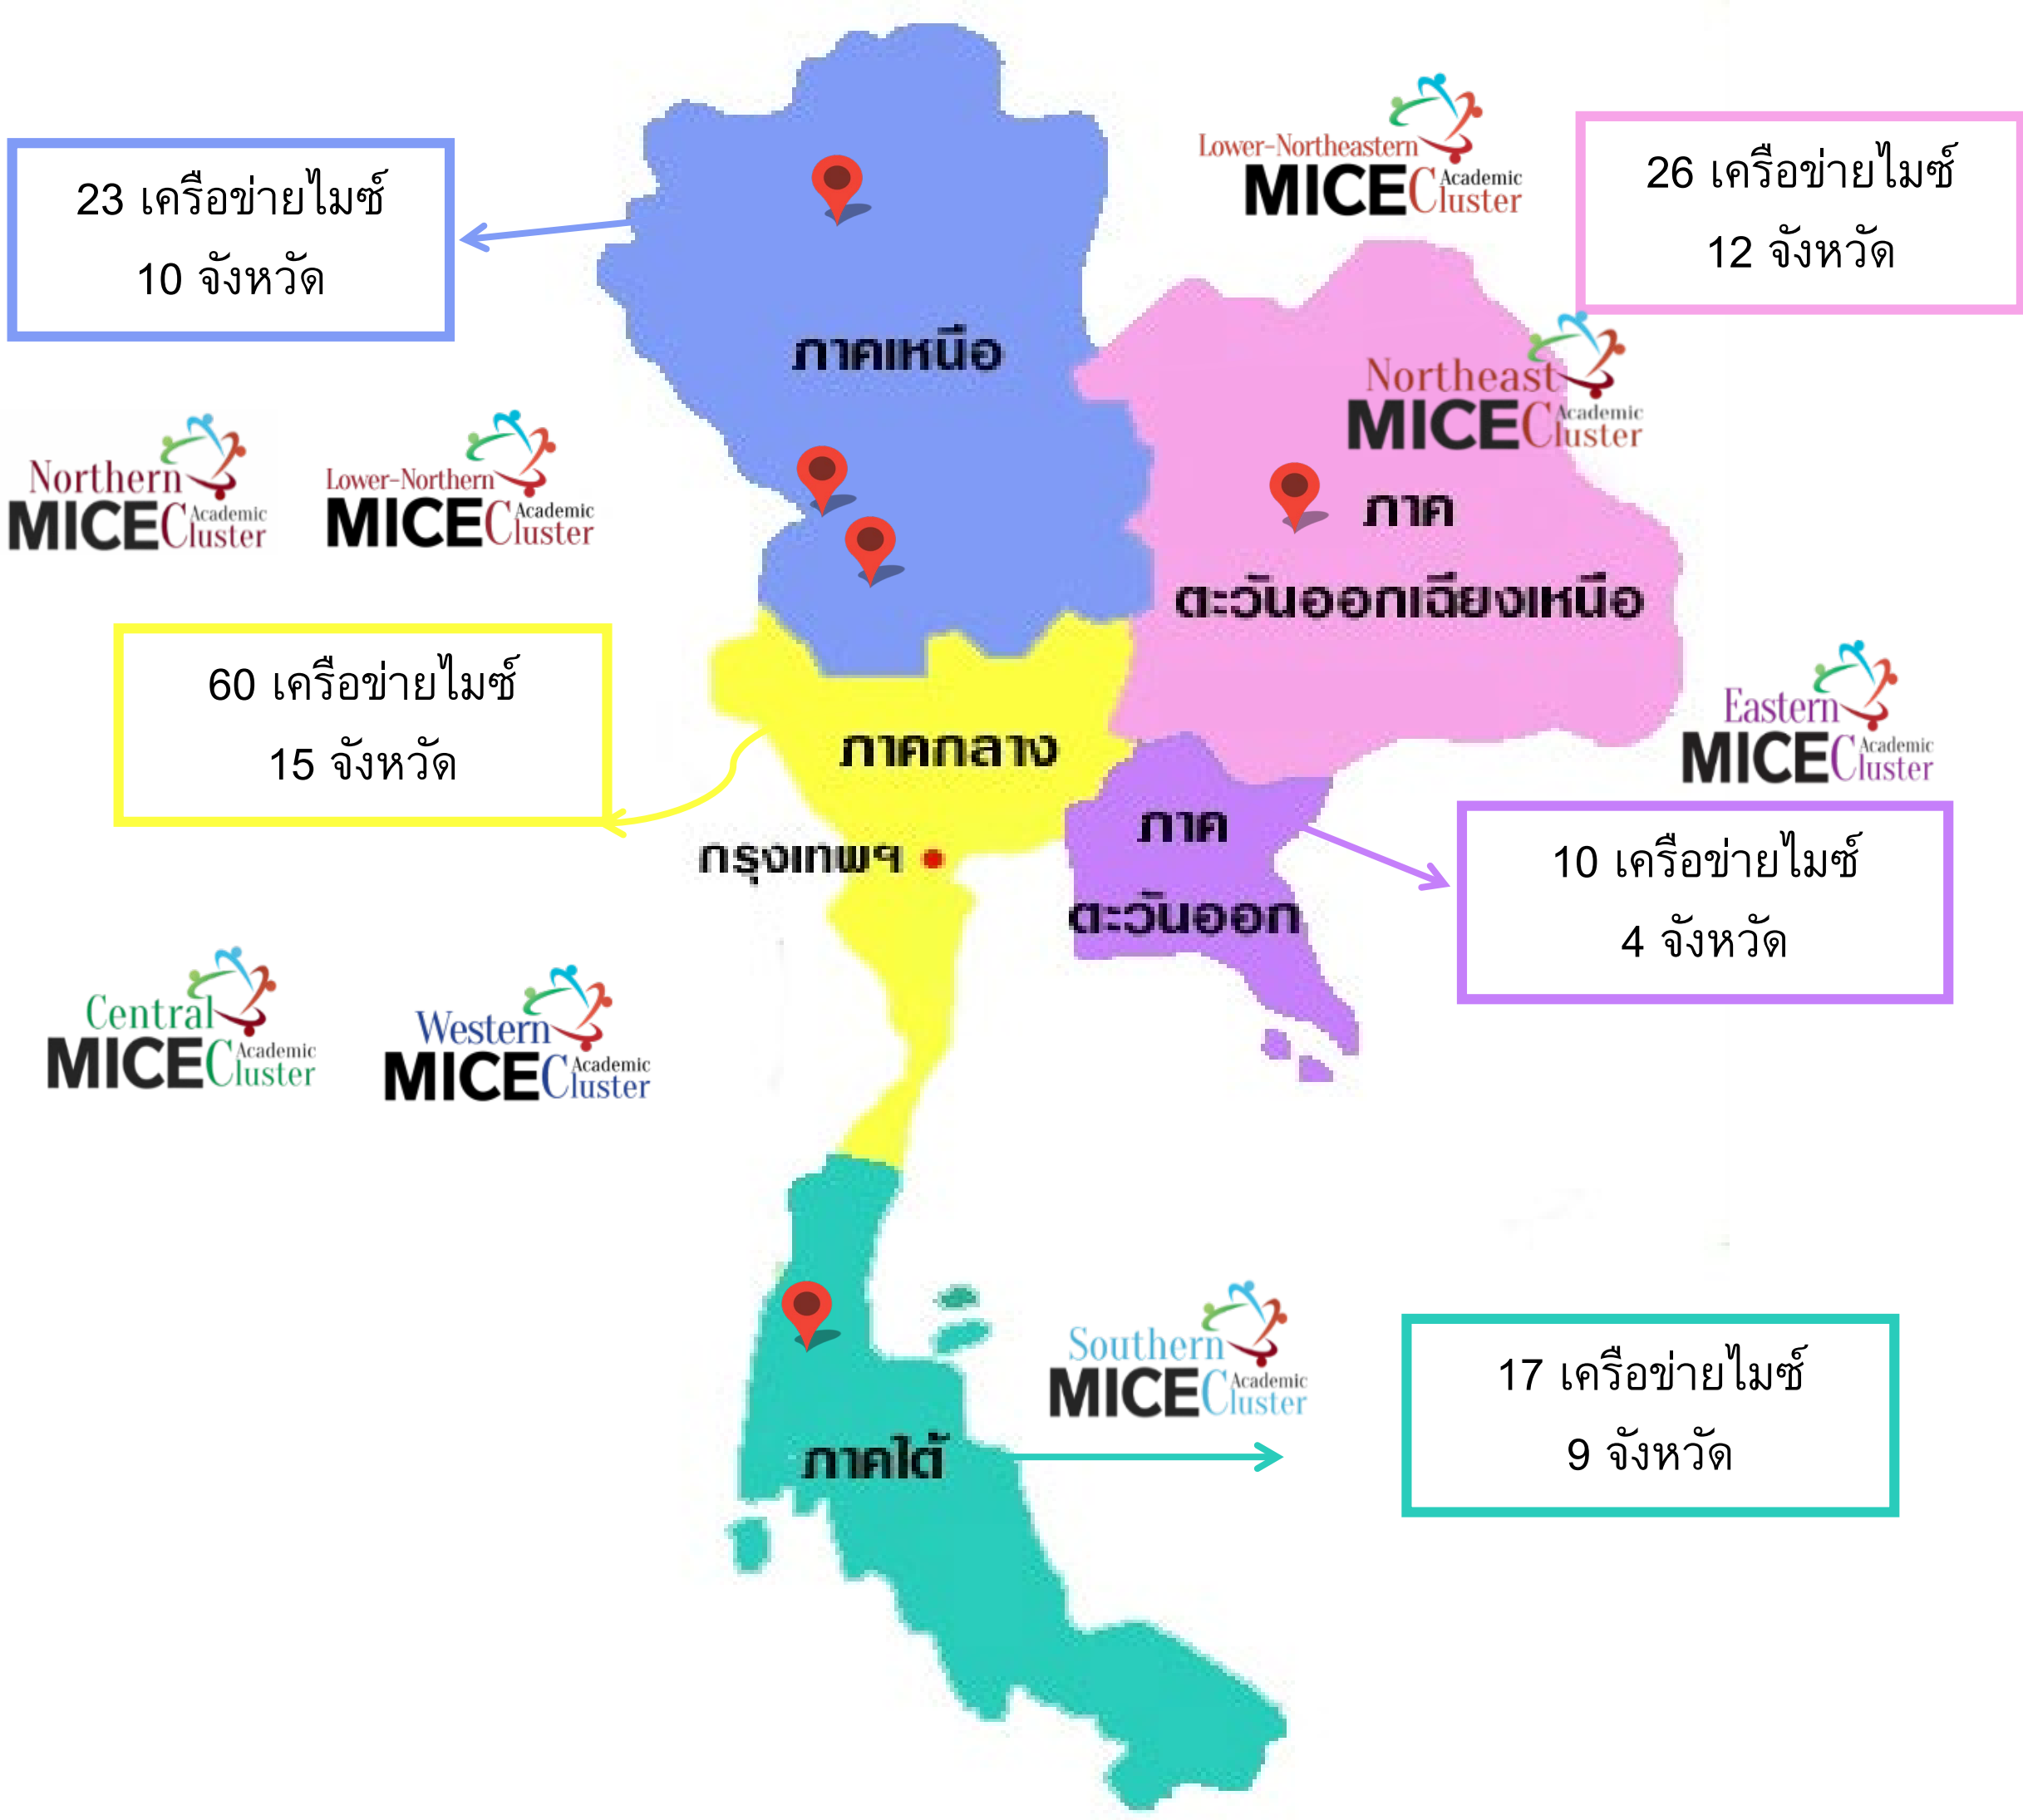 23 เครือข่ายไมซ์
10 จังหวัด
Lower-Northeastern
MICE Academic Cluster
26 เครือข่ายไมซ์
12 จังหวัด
ภาคเหนือ
Northeast
MICE Academic Cluster
Northern
MICE Academic Cluster
Lower-Northern
MICE Academic Cluster
ภาค
ตะวันออกเฉียงเหนือ
60 เครือข่ายไมซ์
15 จังหวัด
ภาคกลาง
Eastern
MICE Academic Cluster
กรุงเทพฯ
ภาค
ตะวันออก
10 เครือข่ายไมซ์
4 จังหวัด
Central
MICE Academic Cluster
Western
MICE Academic Cluster
Southern
MICE Academic Cluster
17 เครือข่ายไมซ์
9 จังหวัด
ภาคใต้